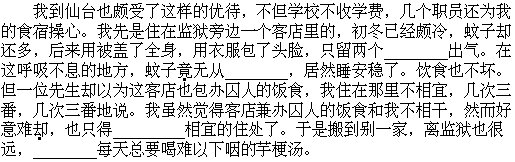 我到仙台也颇受了这样的优待，不但学校不收学费，几个职员还为我
的食宿操心。我先是住在监狱旁边一个客店里的，初冬已经颇冷，蚊子却
还多，后来用被盖了全身，用衣服包了头脸，只留两个________出气。在
这呼吸不息的地方，蚊子竟无从________，居然睡安稳了。饮食也不坏。
但一位先生却以为这客店也包办囚人的饭食，我住在那里不相宜，几次三
番，几次三番地说。我虽然觉得客店兼办囚人的饭食和我不相干，然而好
意难却，也只得__________相宜的住处了。于是搬到别一家，离监狱也很
远，________每天总要喝难以下咽的芋梗汤。